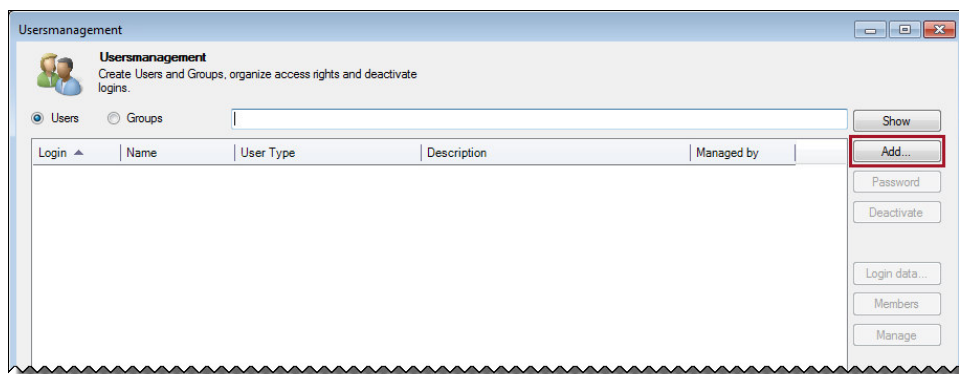 Usersmanagement
Usersmanagement
Create Users and Groups, organize access rights and deactivate
logins.
Users Groups Show
Login Name User Type Description Managed by Add...
Password
Deactivate
Login data...
Members
Manage